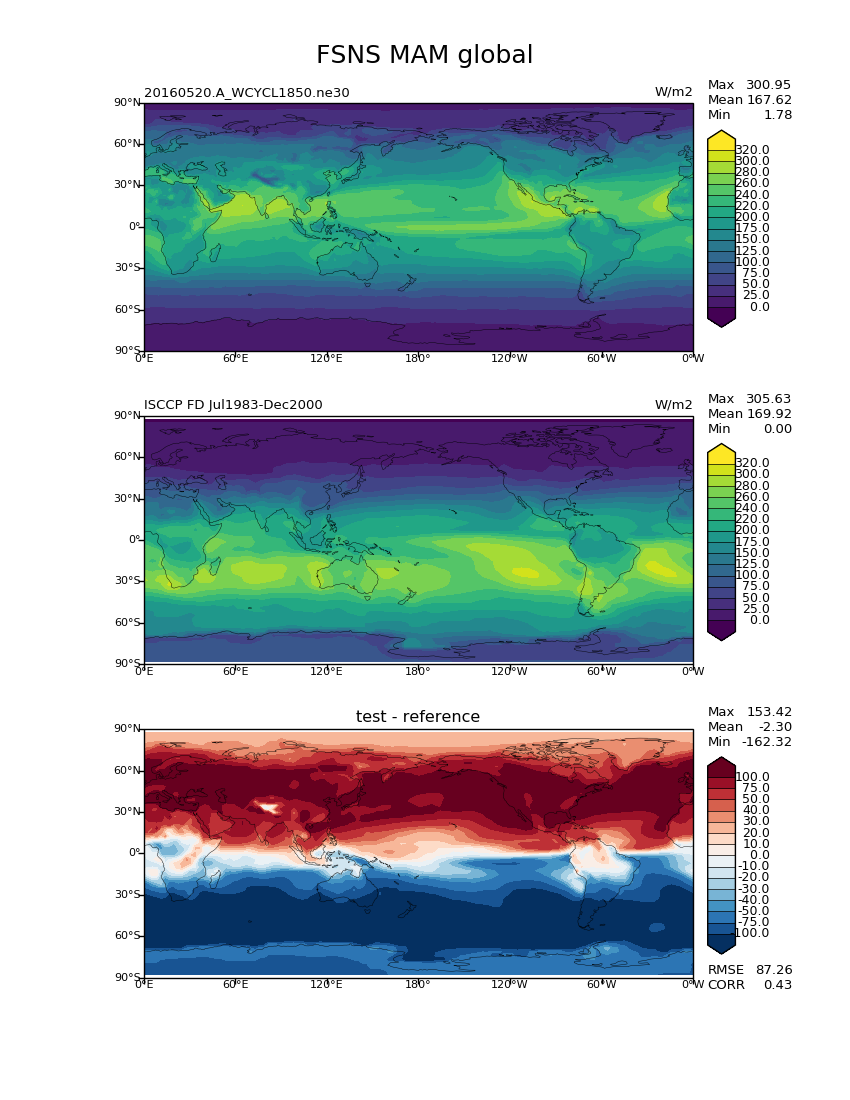 FSNS MAM global
20160520.A_WCYCL1850.ne30 W/m2
Max 300.95
Mean 167.62
Min 1.78
90°N
60°N
30°N
0°
30°S
60°S
90°S
0°E 60°E 120°E 180° 120°W 60°W 0°W
320.0
300.0
280.0
260.0
240.0
220.0
200.0
175.0
150.0
125.0
100.0
75.0
50.0
25.0
0.0
ISCCP FD Jul1983-Dec2000 W/m2
Max 305.63
Mean 169.92
Min 0.00
90°N
60°N
30°N
0°
30°S
60°S
90°S
0°E 60°E 120°E 180° 120°W 60°W 0°W
320.0
300.0
280.0
260.0
240.0
220.0
200.0
175.0
150.0
125.0
100.0
75.0
50.0
25.0
0.0
test - reference
Max 153.42
Mean -2.30
Min -162.32
90°N
60°N
30°N
0°
30°S
60°S
90°S
0°E 60°E 120°E 180° 120°W 60°W 0°W
100.0
75.0
50.0
40.0
30.0
20.0
10.0
0.0
-10.0
-20.0
-30.0
-40.0
-50.0
-75.0
-100.0
RMSE 87.26
CORR 0.43